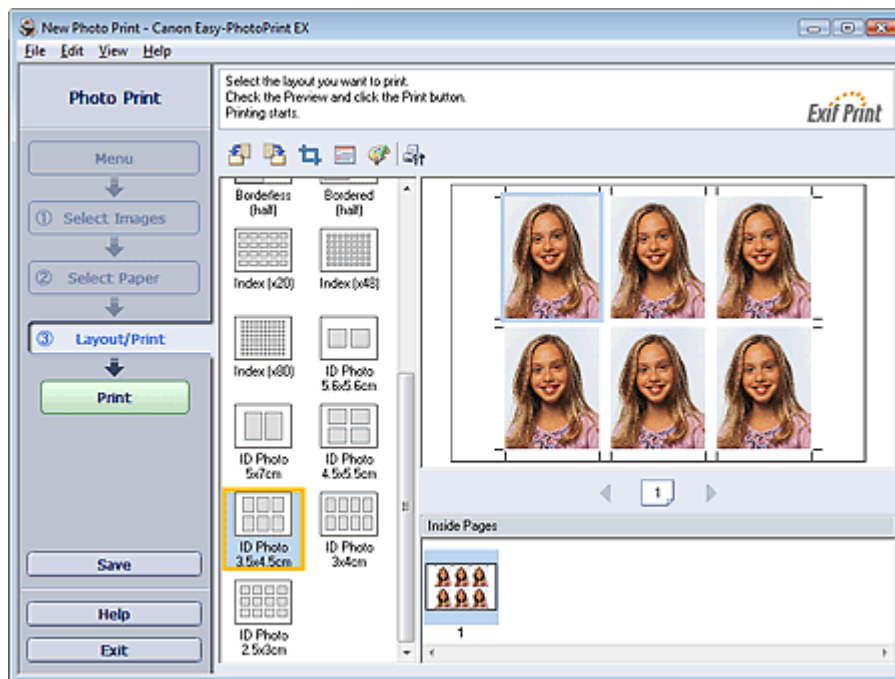 New Photo Print - Canon Easy-PhotoPrint EX
File Edit View Help
Photo Print
Select the layout you want to print.
Check the Preview and click the Print button.
Printing starts.
Exif Print
Menu
① Select Images
② Select Paper
③ Layout/Print
Print
Save
Help
Exit
Borderless
(half)
Bordered
(half)
Index (x20)
Index (x48)
Index (x80)
ID Photo
5.6x5.6cm
ID Photo
5x7cm
ID Photo
4.5x5.5cm
ID Photo
3.5x4.5cm
ID Photo
3x4cm
ID Photo
2.5x3cm
1
Inside Pages
1